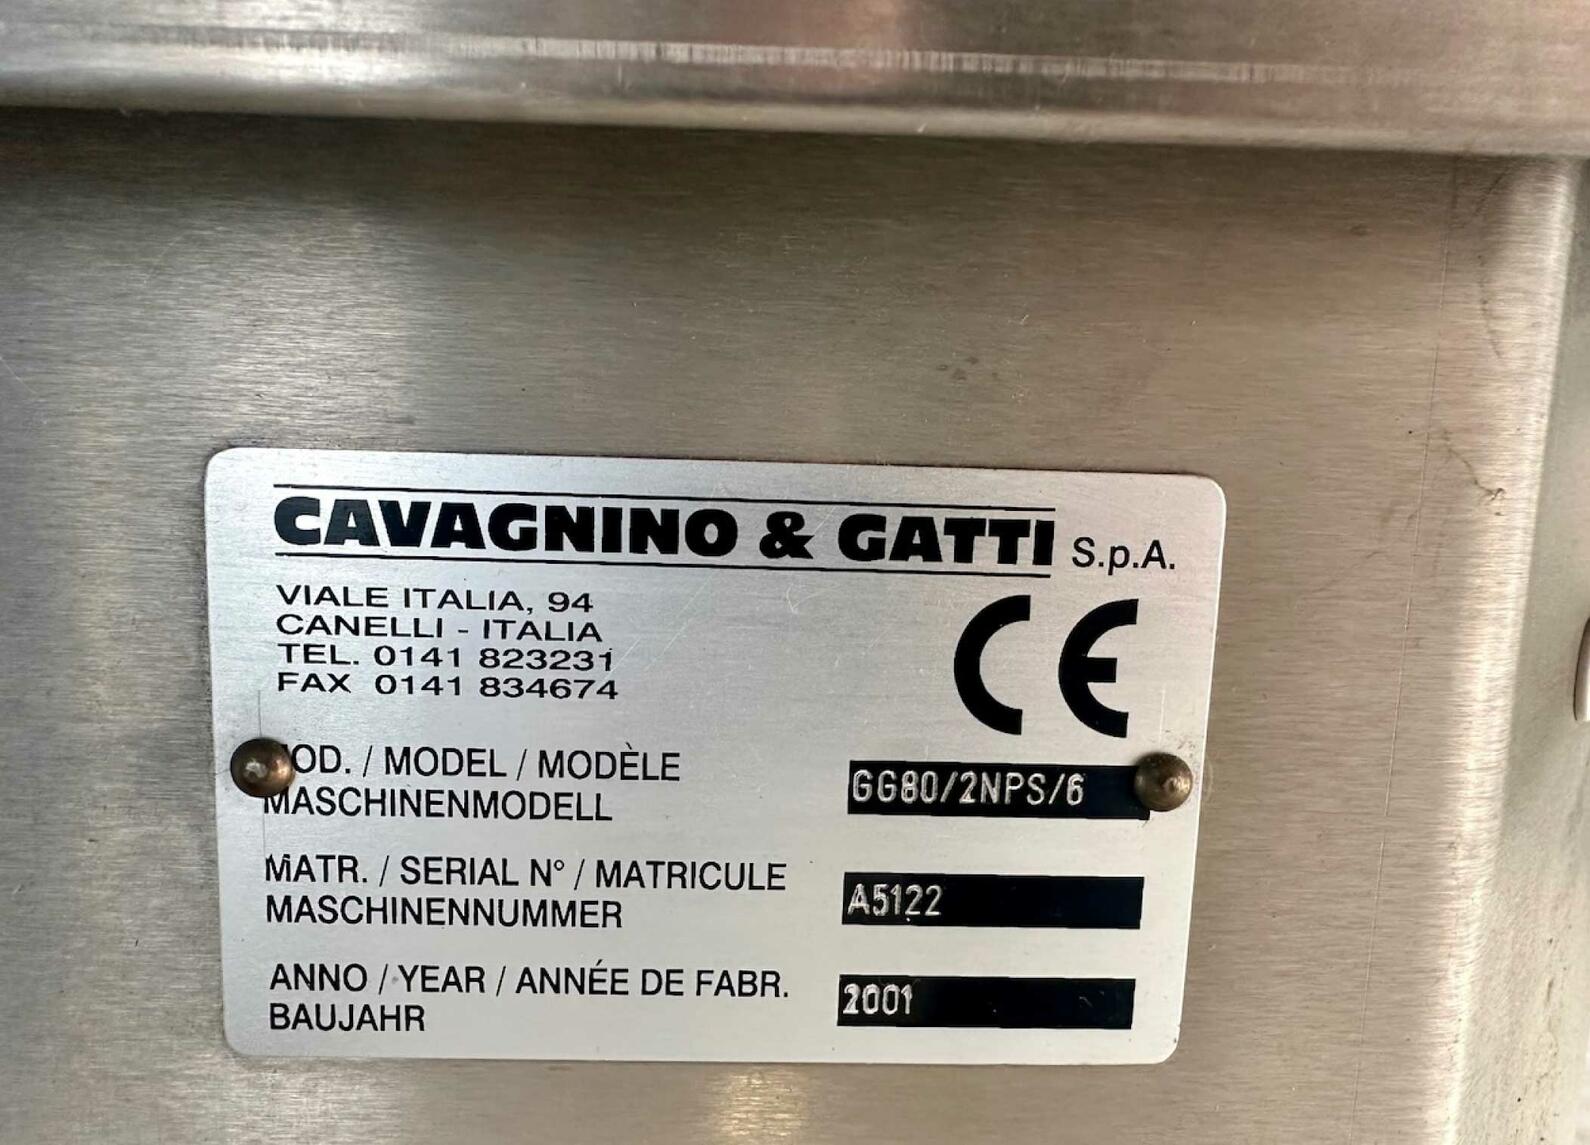 CAVAGNINO & GATTI S.p.A.
VIALE ITALIA, 94
CANELLI - ITALIA
TEL. 0141 823231
FAX 0141 834674
CE
MOD. / MODEL / MODÈLE
MASCHINENMODELL
GG80/2NPS/6
MATR. / SERIAL N° / MATRICULE
MASCHINENNUMMER
A5122
ANNO / YEAR / ANNÉE DE FABR.
BAUJAHR
2001